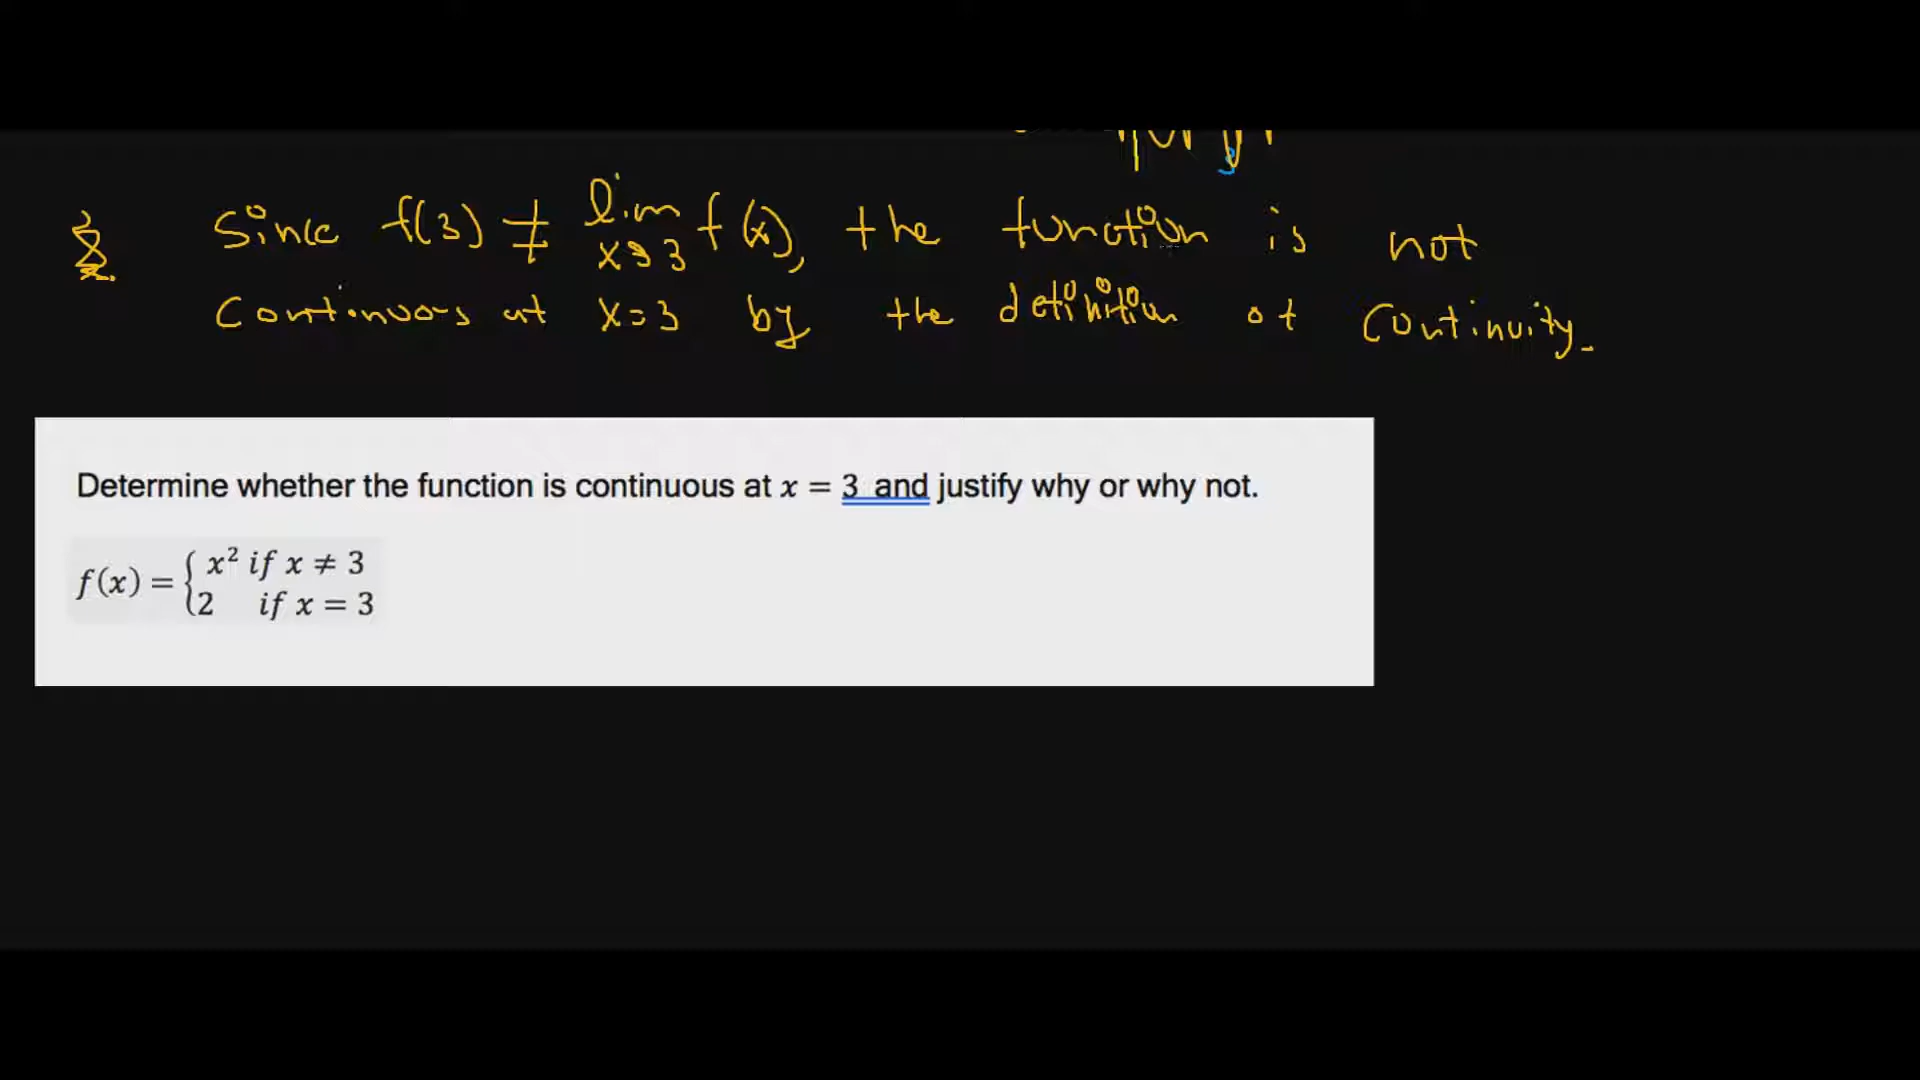 Since f(3) ≠ lim x→3 f(x), the function is not
continuous at x=3 by the definition of continuity.
Determine whether the function is continuous at x = 3 and justify why or why not.
f(x) = { x² if x ≠ 3
2 if x = 3